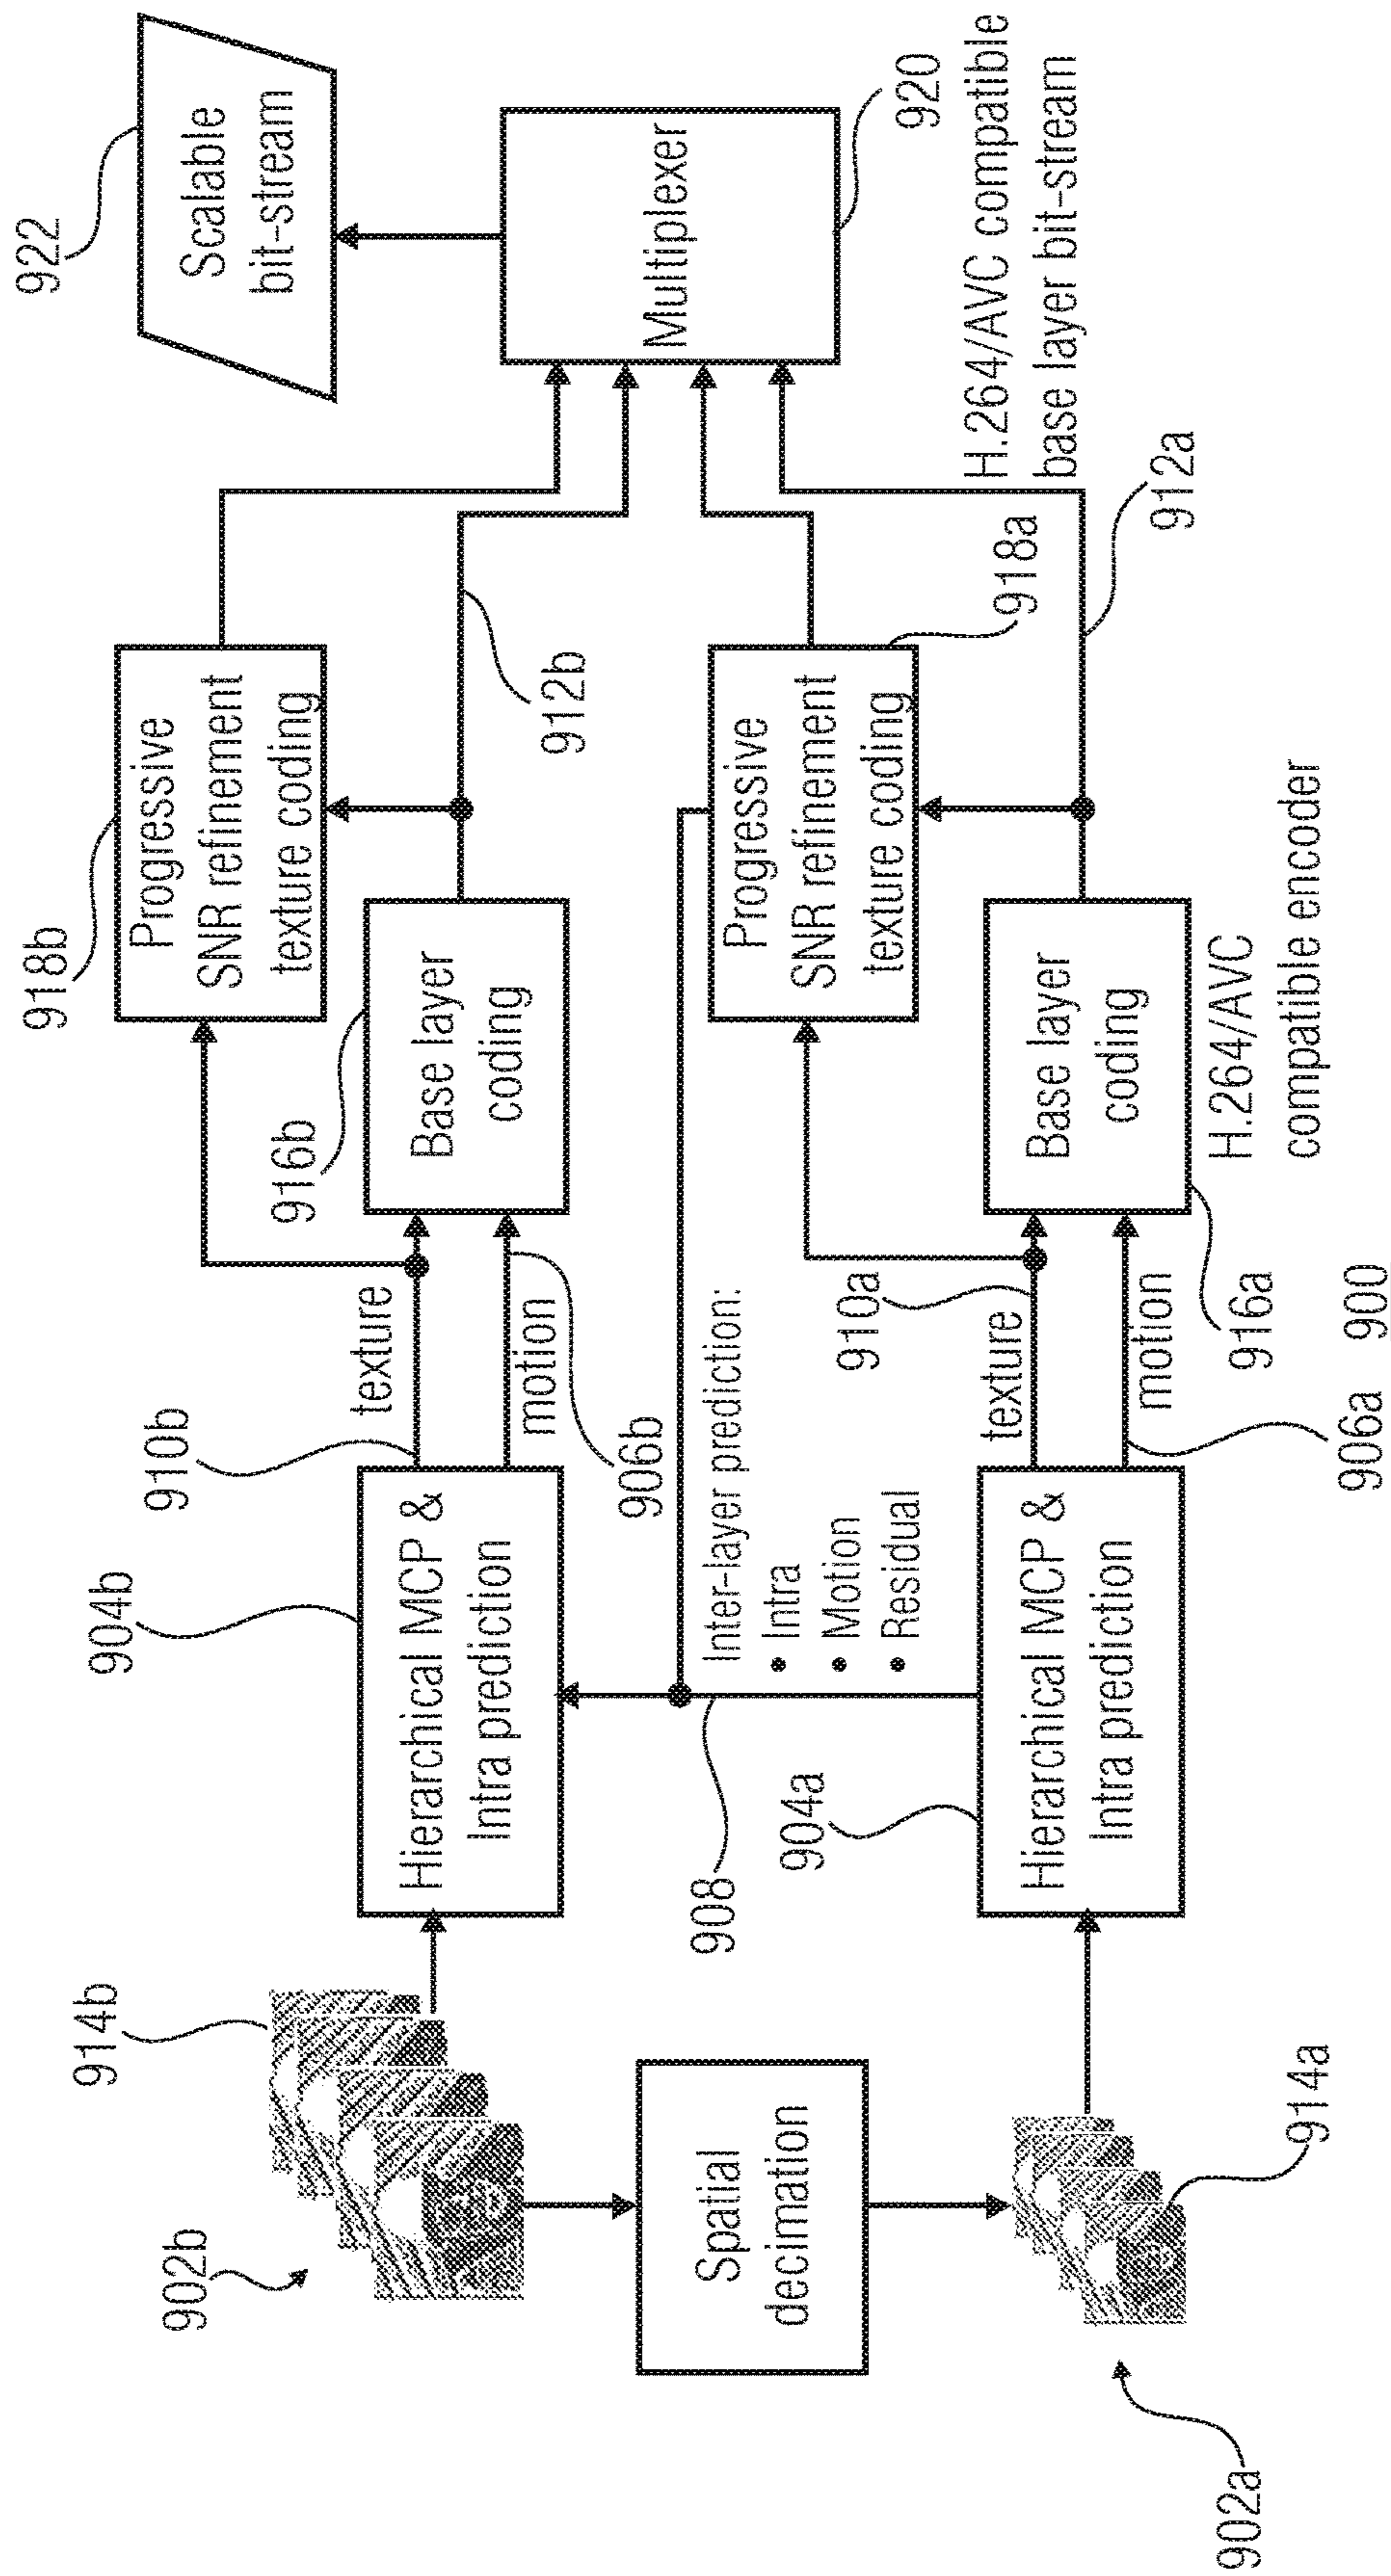 922
Scalable
bit-stream
Multiplexer
920
H.264/AVC compatible
base layer bit-stream
918b
Progressive
SNR refinement
texture coding
912b
916b
Base layer
coding
918a
Progressive
SNR refinement
texture coding
912a
Base layer
coding
H.264/AVC
compatible encoder
916a
910b
texture
motion
906b
904b
Hierarchical MCP &
Intra prediction
Inter-layer prediction:
• Intra
• Motion
• Residual
910a
texture
motion
906a
900
908
904a
Hierarchical MCP &
Intra prediction
914b
902b
Spatial
decimation
914a
902a